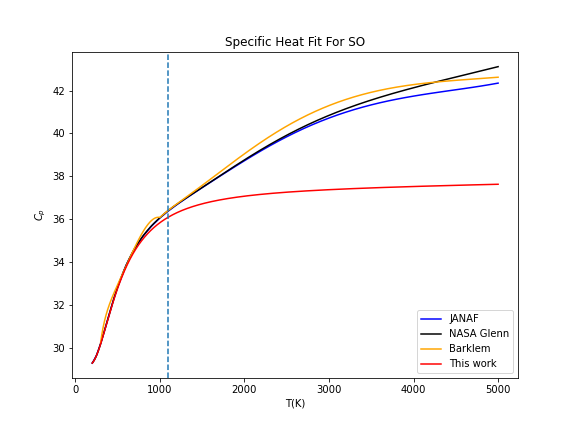 Specific Heat Fit For SO
42
40
38
36
34
32
30
Cp
0
1000
2000
3000
4000
5000
T(K)
JANAF
NASA Glenn
Barklem
This work